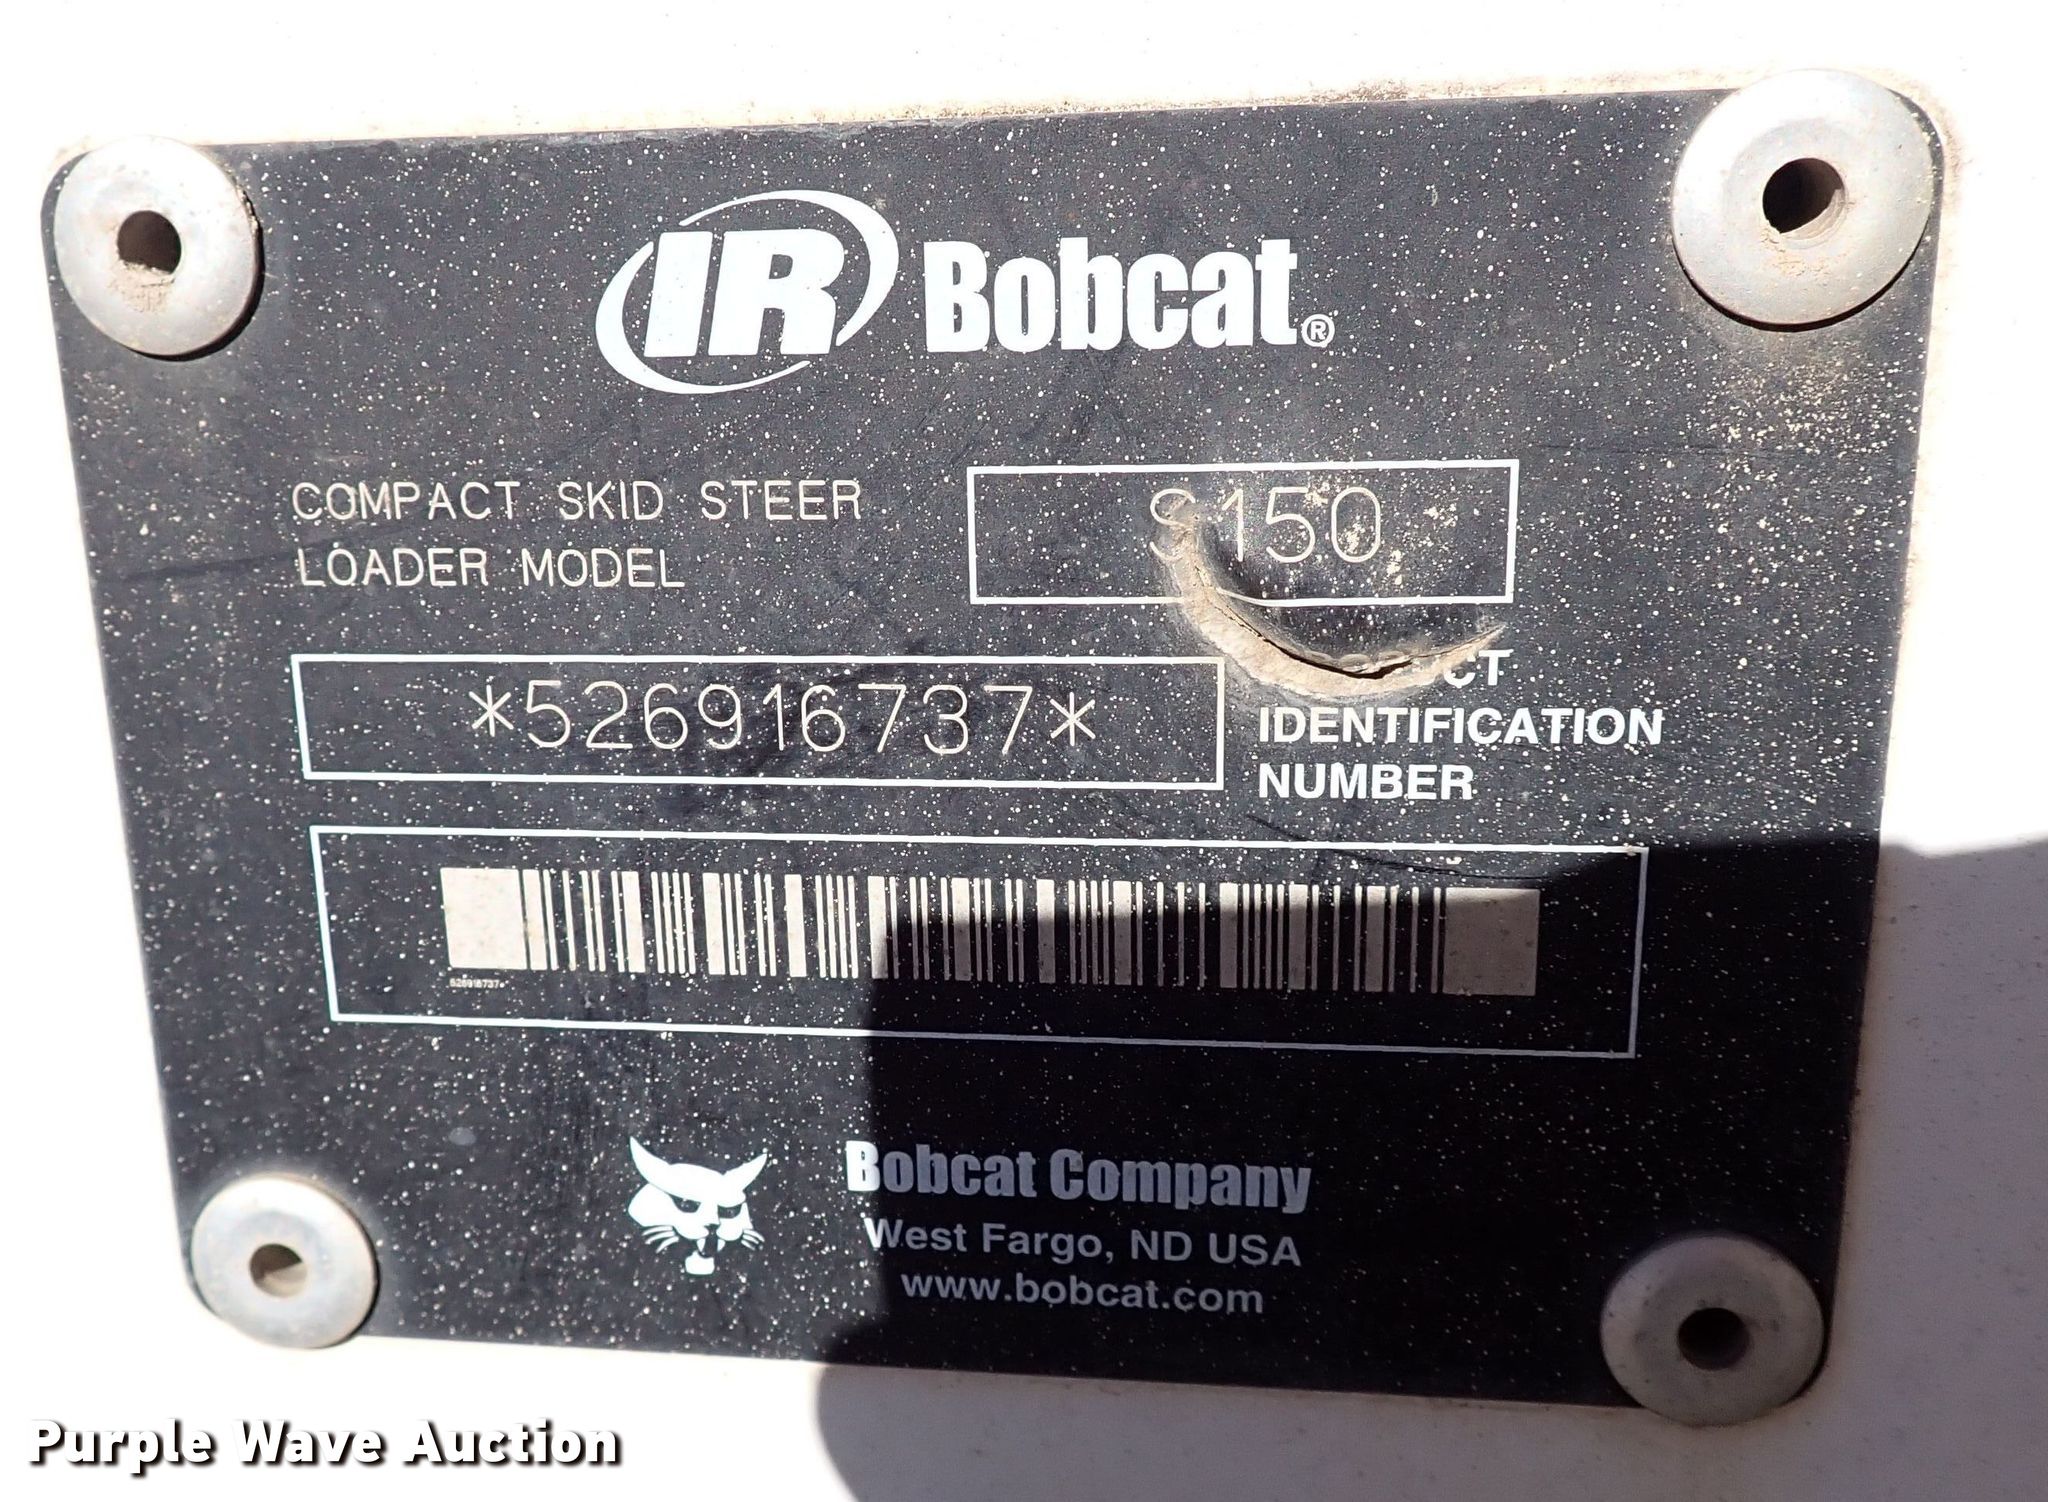 IR Bobcat®
COMPACT SKID STEER
LOADER MODEL
S150
*526916737*
IDENTIFICATION
NUMBER
526916737*
Bobcat Company
West Fargo, ND USA
www.bobcat.com
Purple Wave Auction